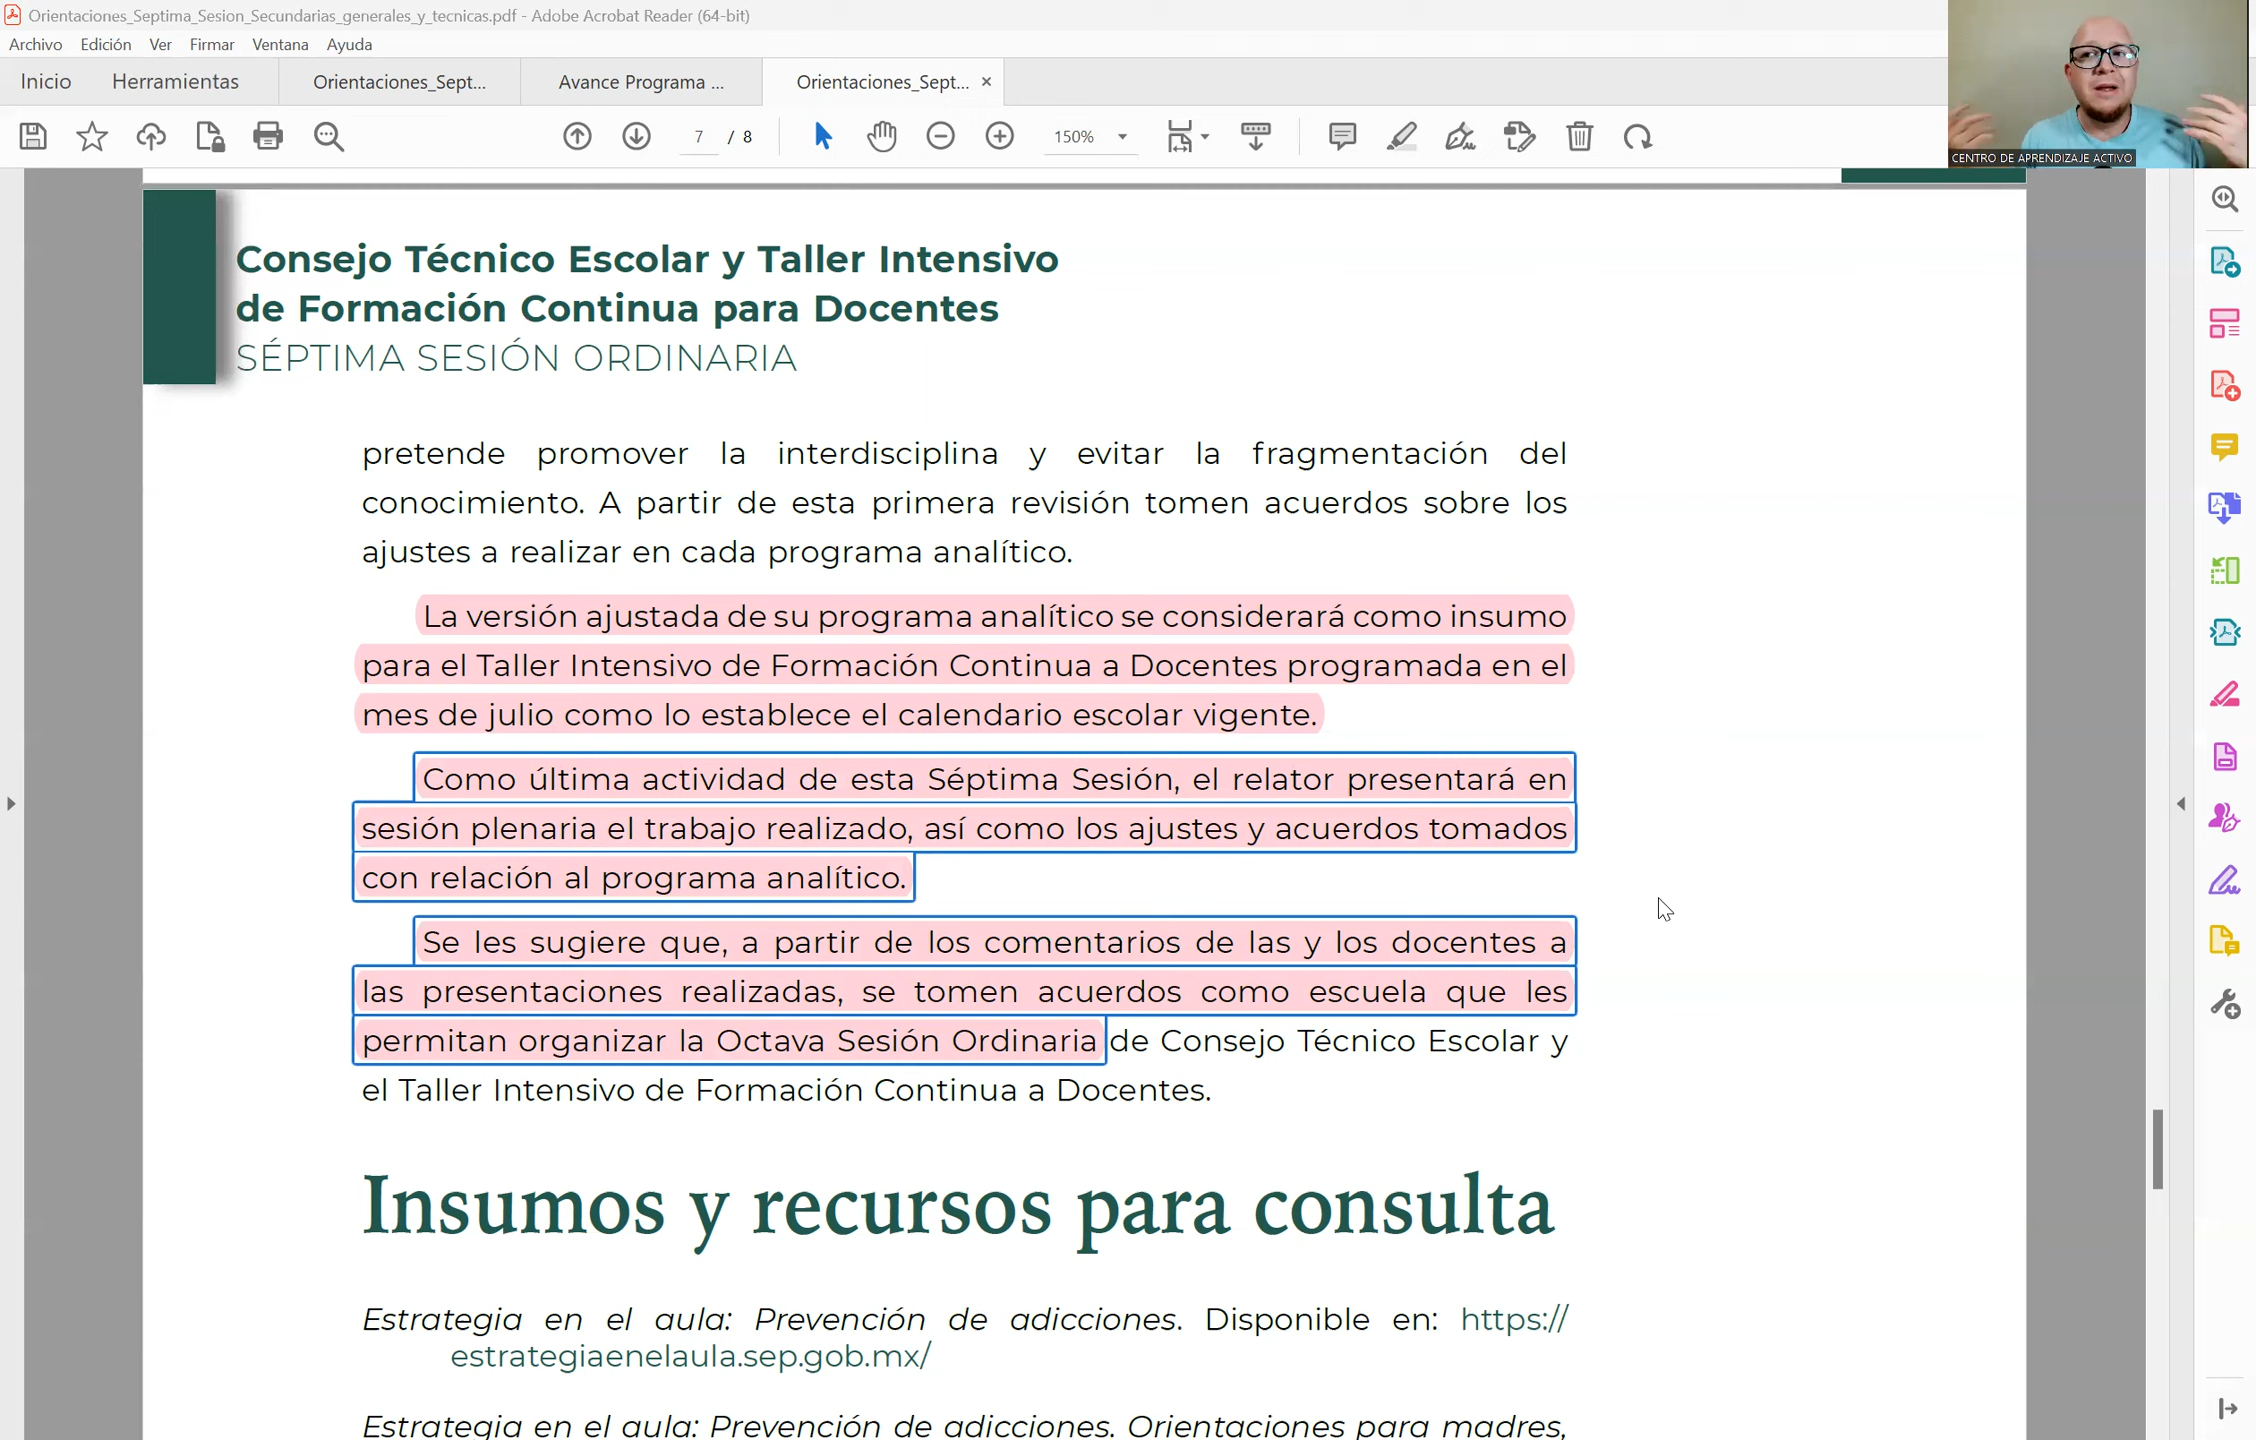 Orientaciones_Septima_Sesion_Secundarias_generales_y_tecnicas.pdf - Adobe Acrobat Reader (64-bit)
Archivo Edición Ver Firmar Ventana Ayuda
Inicio Herramientas Orientaciones_Sept... Avance Programa ... Orientaciones_Sept... ×
7 / 8 150%
CENTRO DE APRENDIZAJE ACTIVO
Consejo Técnico Escolar y Taller Intensivo
de Formación Continua para Docentes
SÉPTIMA SESIÓN ORDINARIA
pretende promover la interdisciplina y evitar la fragmentación del
conocimiento. A partir de esta primera revisión tomen acuerdos sobre los
ajustes a realizar en cada programa analítico.
La versión ajustada de su programa analítico se considerará como insumo
para el Taller Intensivo de Formación Continua a Docentes programada en el
mes de julio como lo establece el calendario escolar vigente.
Como última actividad de esta Séptima Sesión, el relator presentará en
sesión plenaria el trabajo realizado, así como los ajustes y acuerdos tomados
con relación al programa analítico.
Se les sugiere que, a partir de los comentarios de las y los docentes a
las presentaciones realizadas, se tomen acuerdos como escuela que les
permitan organizar la Octava Sesión Ordinaria de Consejo Técnico Escolar y
el Taller Intensivo de Formación Continua a Docentes.
Insumos y recursos para consulta
Estrategia en el aula: Prevención de adicciones. Disponible en: https://
estrategiaenelaula.sep.gob.mx/
Estrategia en el aula: Prevención de adicciones. Orientaciones para madres,